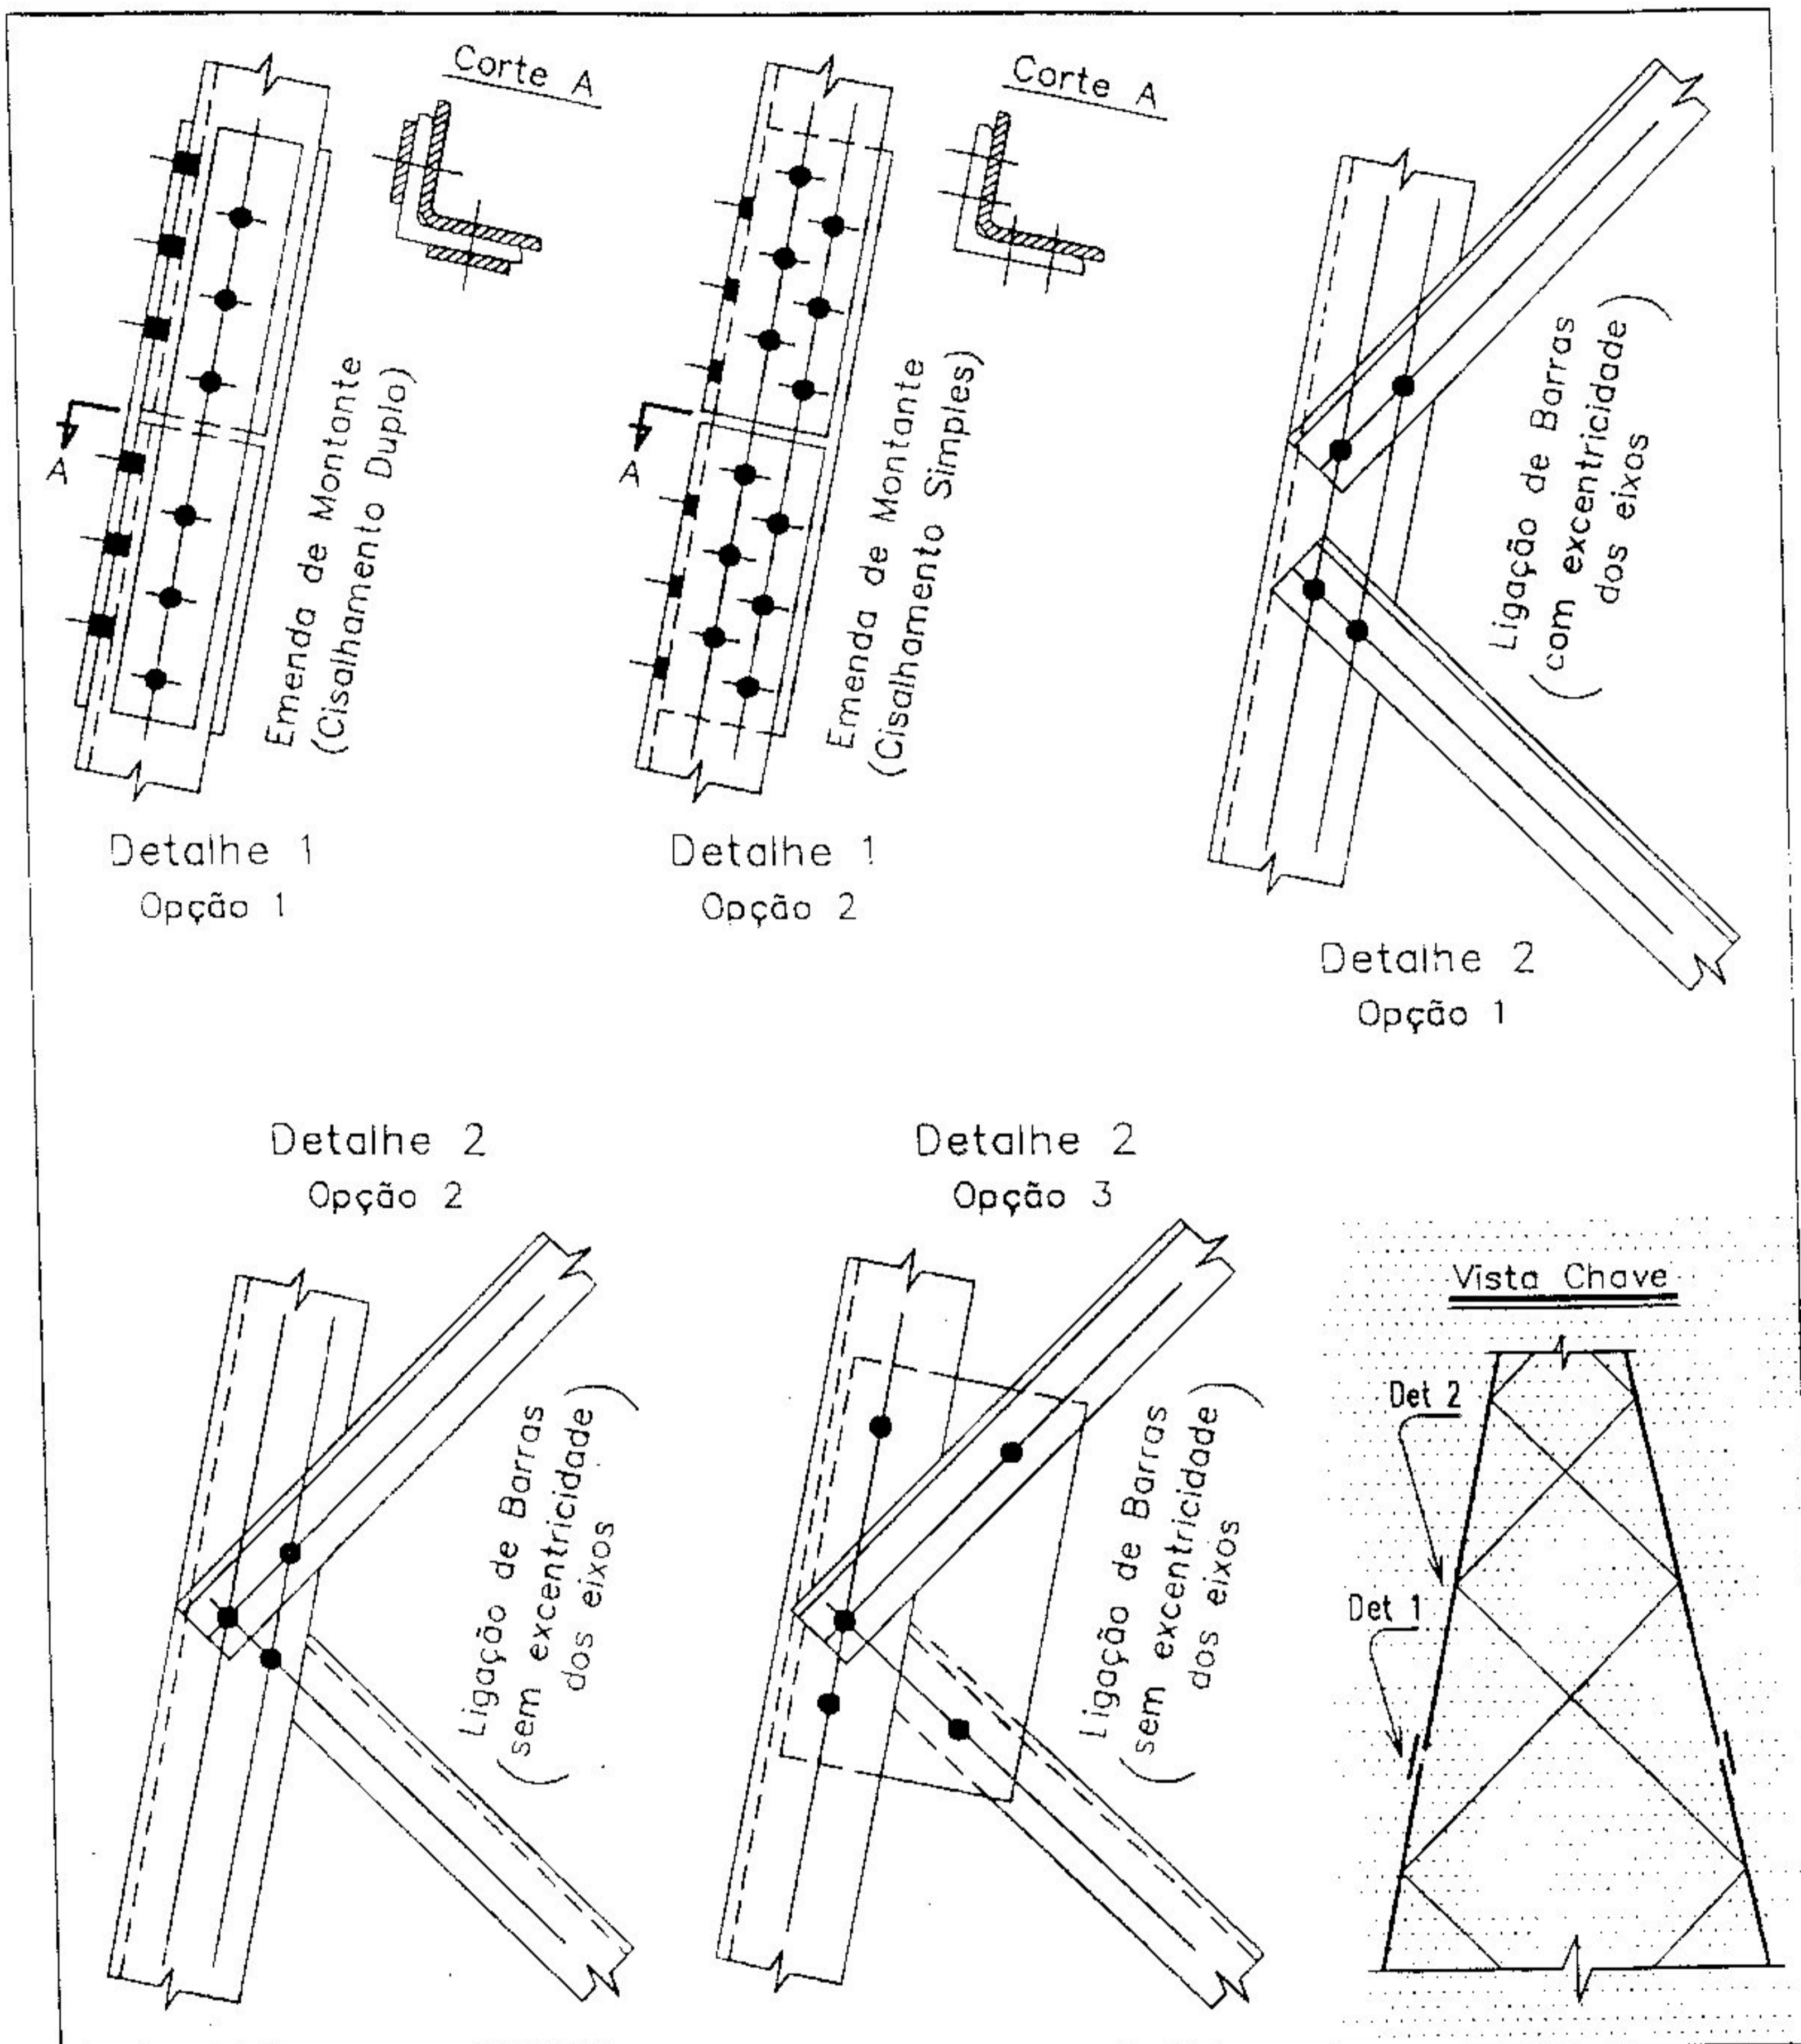 Corte A
A
Emenda de Montante
(Cisalhamento Duplo)
Detalhe 1
Opção 1
Corte A
A
Emenda de Montante
(Cisalhamento Simples)
Detalhe 1
Opção 2
Ligação de Barras
(com excentricidade)
dos eixos
Detalhe 2
Opção 1
Detalhe 2
Opção 2
Ligação de Barras
(sem excentricidade)
dos eixos
Detalhe 2
Opção 3
Ligação de Barras
(sem excentricidade)
dos eixos
Vista Chave
Det 2
Det 1